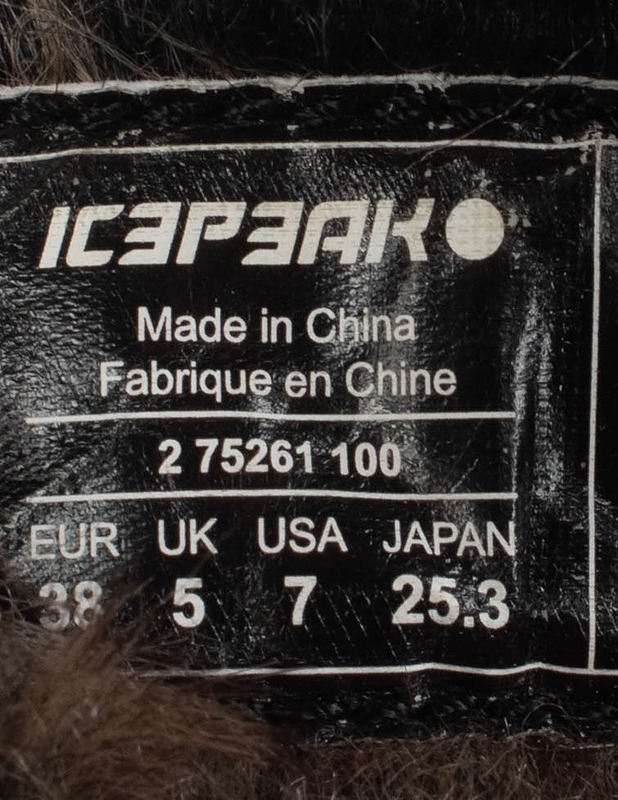 ICEPEAK
Made in China
Fabrique en Chine
2 75261 100
EUR UK USA JAPAN
38 5 7 25.3